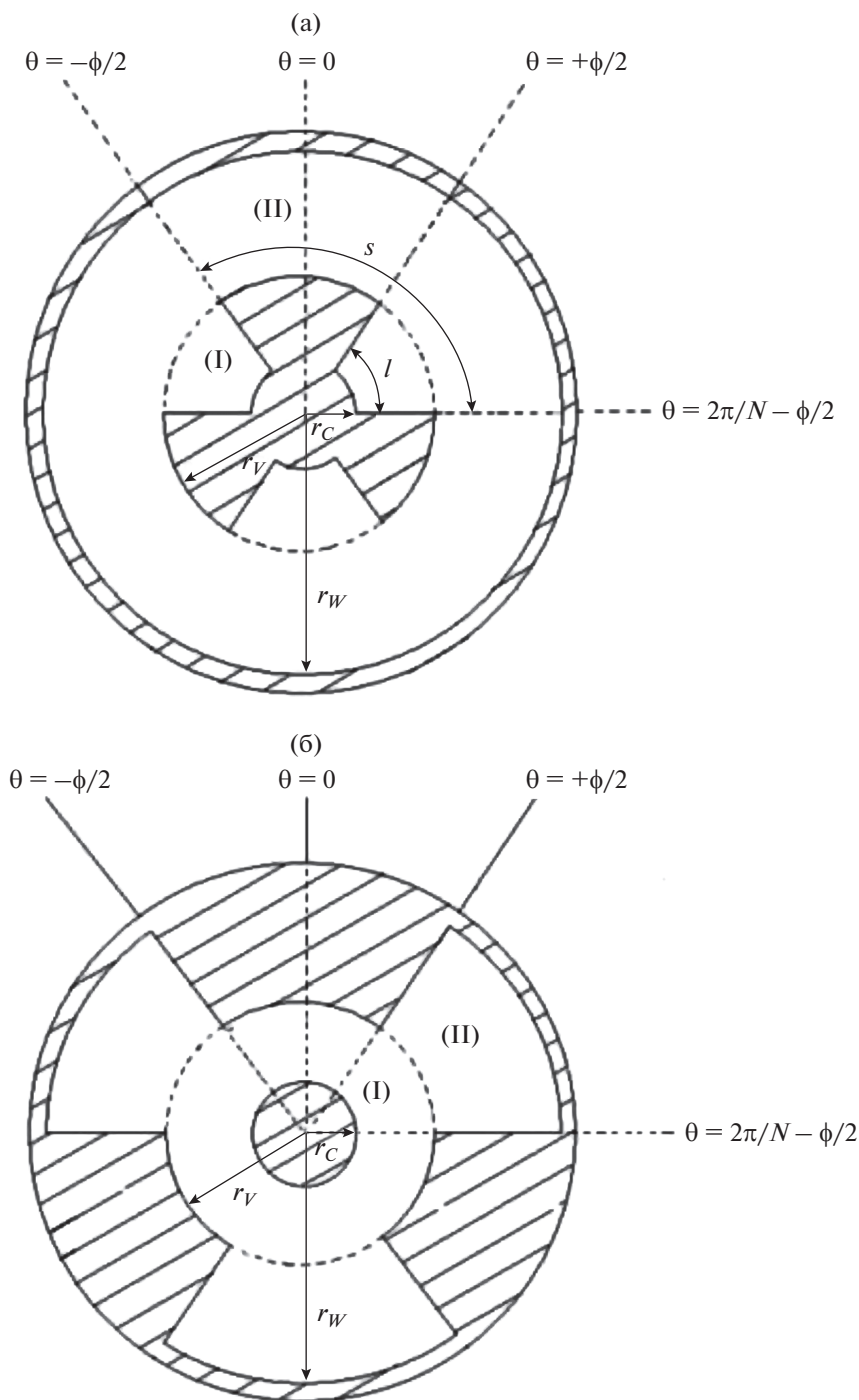 (а)
θ = –ϕ/2
θ = 0
θ = +ϕ/2
(II)
s
(I)
l
r_C
θ = 2π/N – ϕ/2
r_V
r_W
(б)
θ = –ϕ/2
θ = 0
θ = +ϕ/2
(II)
(I)
r_C
θ = 2π/N – ϕ/2
r_V
r_W